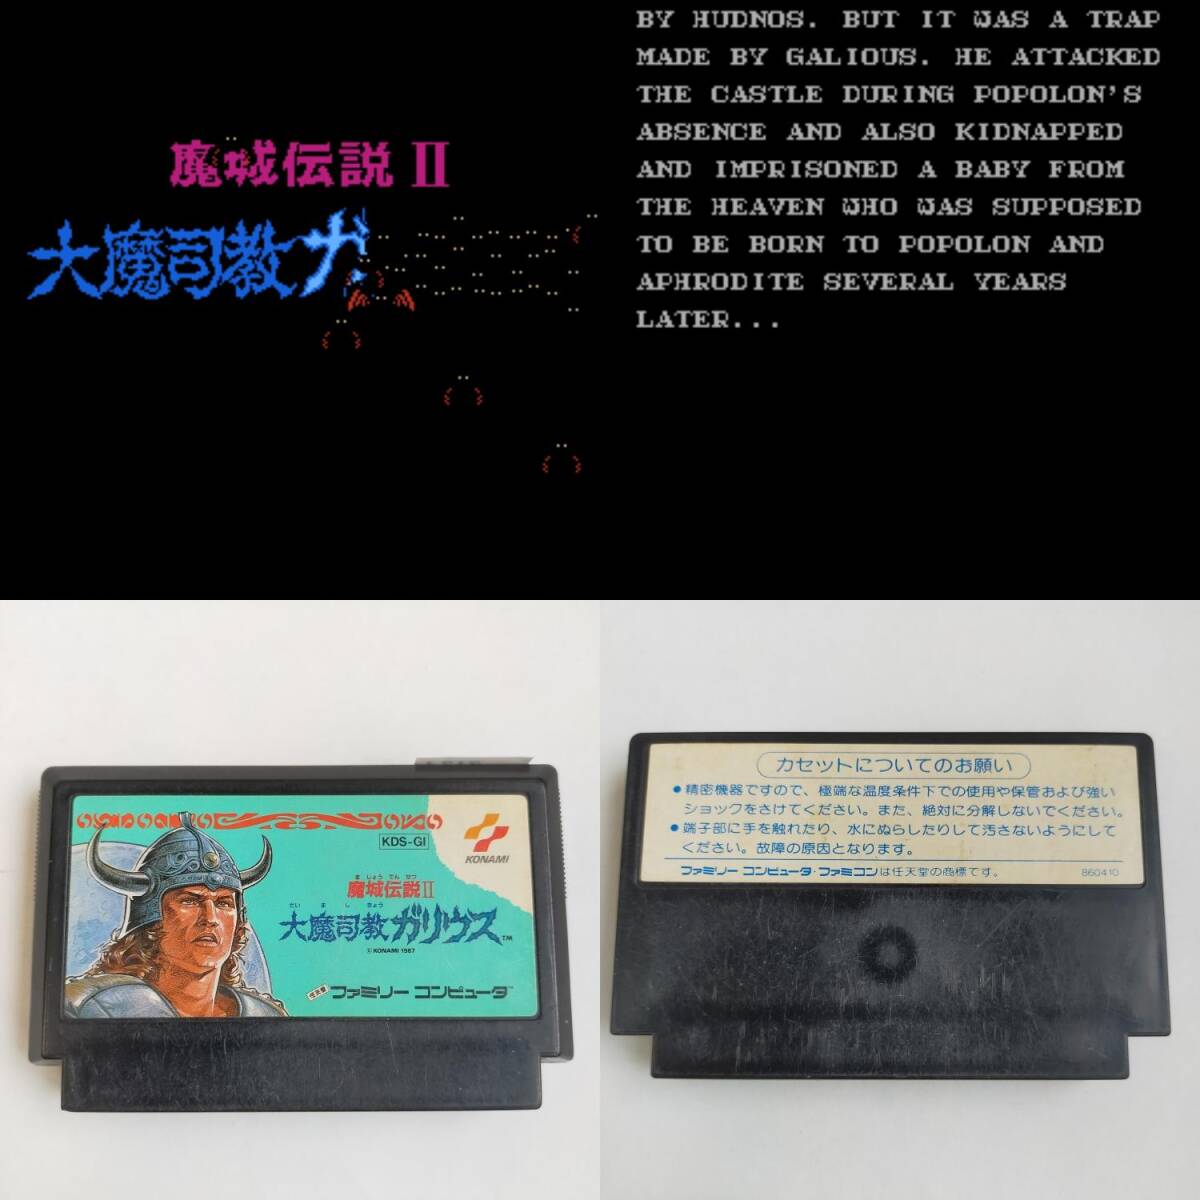 魔城伝説 II
大魔司教ガ
BY HUDNOS. BUT IT WAS A TRAP
MADE BY GALIOUS. HE ATTACKED
THE CASTLE DURING POPOLON'S
ABSENCE AND ALSO KIDNAPPED
AND IMPRISONED A BABY FROM
THE HEAVEN WHO WAS SUPPOSED
TO BE BORN TO POPOLON AND
APHRODITE SEVERAL YEARS
LATER...
KDS-GI
KONAMI
ましょうでんせつ
魔城伝説II
だいましきょう
大魔司教ガリウス™
©KONAMI 1987
任天堂 ファミリー コンピュータ™
カセットについてのお願い
●精密機器ですので、極端な温度条件下での使用や保管および強い
ショックをさけてください。また、絶対に分解しないでください。
●端子部に手を触れたり、水にぬらしたりして汚さないようにして
ください。故障の原因となります。
ファミリー コンピュータ・ファミコンは任天堂の商標です。
860410